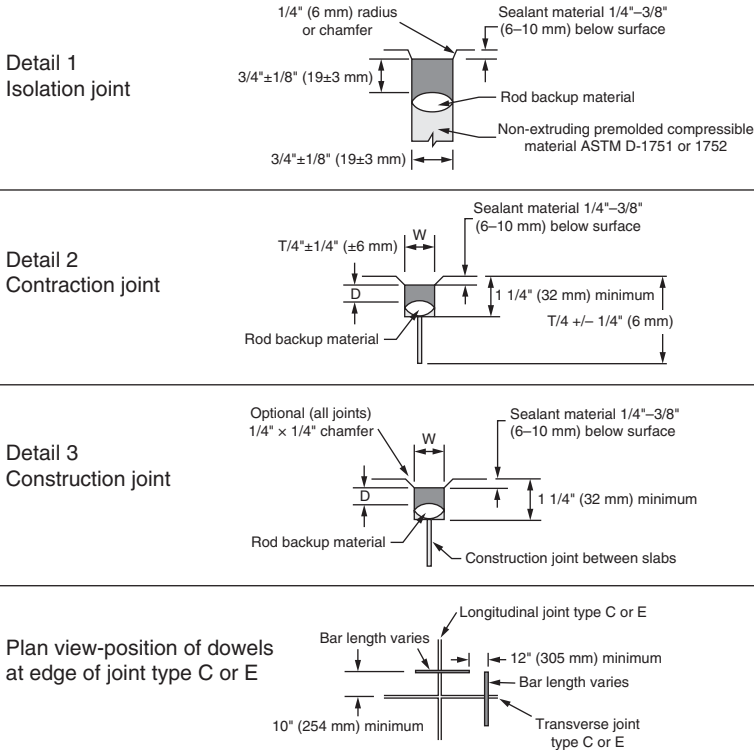 Detail 1
Isolation joint
1/4" (6 mm) radius
or chamfer
Sealant material 1/4"–3/8"
(6–10 mm) below surface
3/4"±1/8" (19±3 mm)
Rod backup material
Non-extruding premolded compressible
material ASTM D-1751 or 1752
3/4"±1/8" (19±3 mm)
Detail 2
Contraction joint
Sealant material 1/4"–3/8"
(6–10 mm) below surface
W
T/4"±1/4" (±6 mm)
D
1 1/4" (32 mm) minimum
T/4 +/– 1/4" (6 mm)
Rod backup material
Detail 3
Construction joint
Optional (all joints)
1/4" × 1/4" chamfer
W
Sealant material 1/4"–3/8"
(6–10 mm) below surface
D
1 1/4" (32 mm) minimum
Rod backup material
Construction joint between slabs
Plan view-position of dowels
at edge of joint type C or E
Longitudinal joint type C or E
Bar length varies
12" (305 mm) minimum
Bar length varies
10" (254 mm) minimum
Transverse joint
type C or E